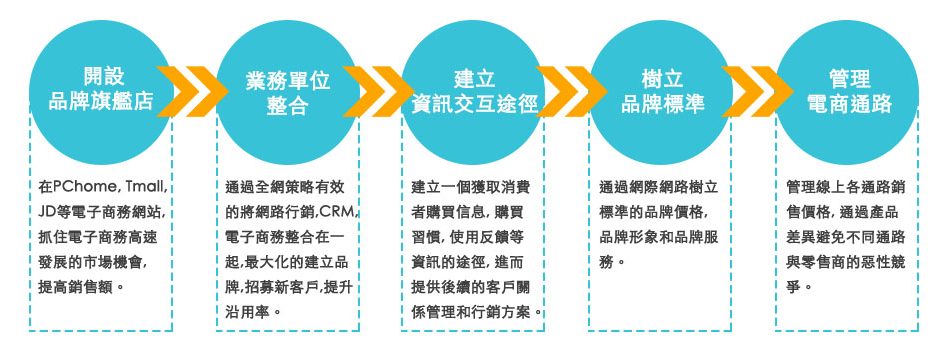 開設
品牌旗艦店
在PChome, Tmall,
JD等電子商務網站,
抓住電子商務高速
發展的市場機會,
提高銷售額。
業務單位
整合
通過全網策略有效
的將網路行銷,CRM,
電子商務整合在一
起,最大化的建立品
牌,招募新客戶,提升
沿用率。
建立
資訊交互途徑
建立一個獲取消費
者購買信息, 購買
習慣, 使用反饋等
資訊的途徑, 進而
提供後續的客戶關
係管理和行銷方案。
樹立
品牌標準
通過網際網路樹立
標準的品牌價格,
品牌形象和品牌服
務。
管理
電商通路
管理線上各通路銷
售價格, 通過產品
差異避免不同通路
與零售商的惡性競
爭。